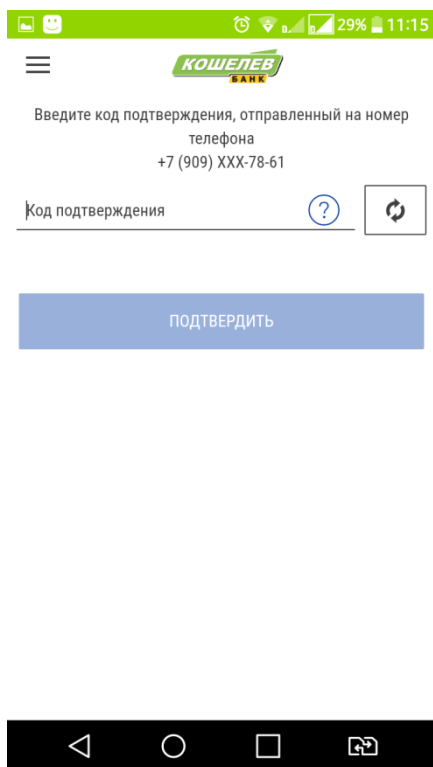 29% 11:15
КОШЕЛЕВ
БАНК
Введите код подтверждения, отправленный на номер
телефона
+7 (909) XXX-78-61
Код подтверждения ?
ПОДТВЕРДИТЬ